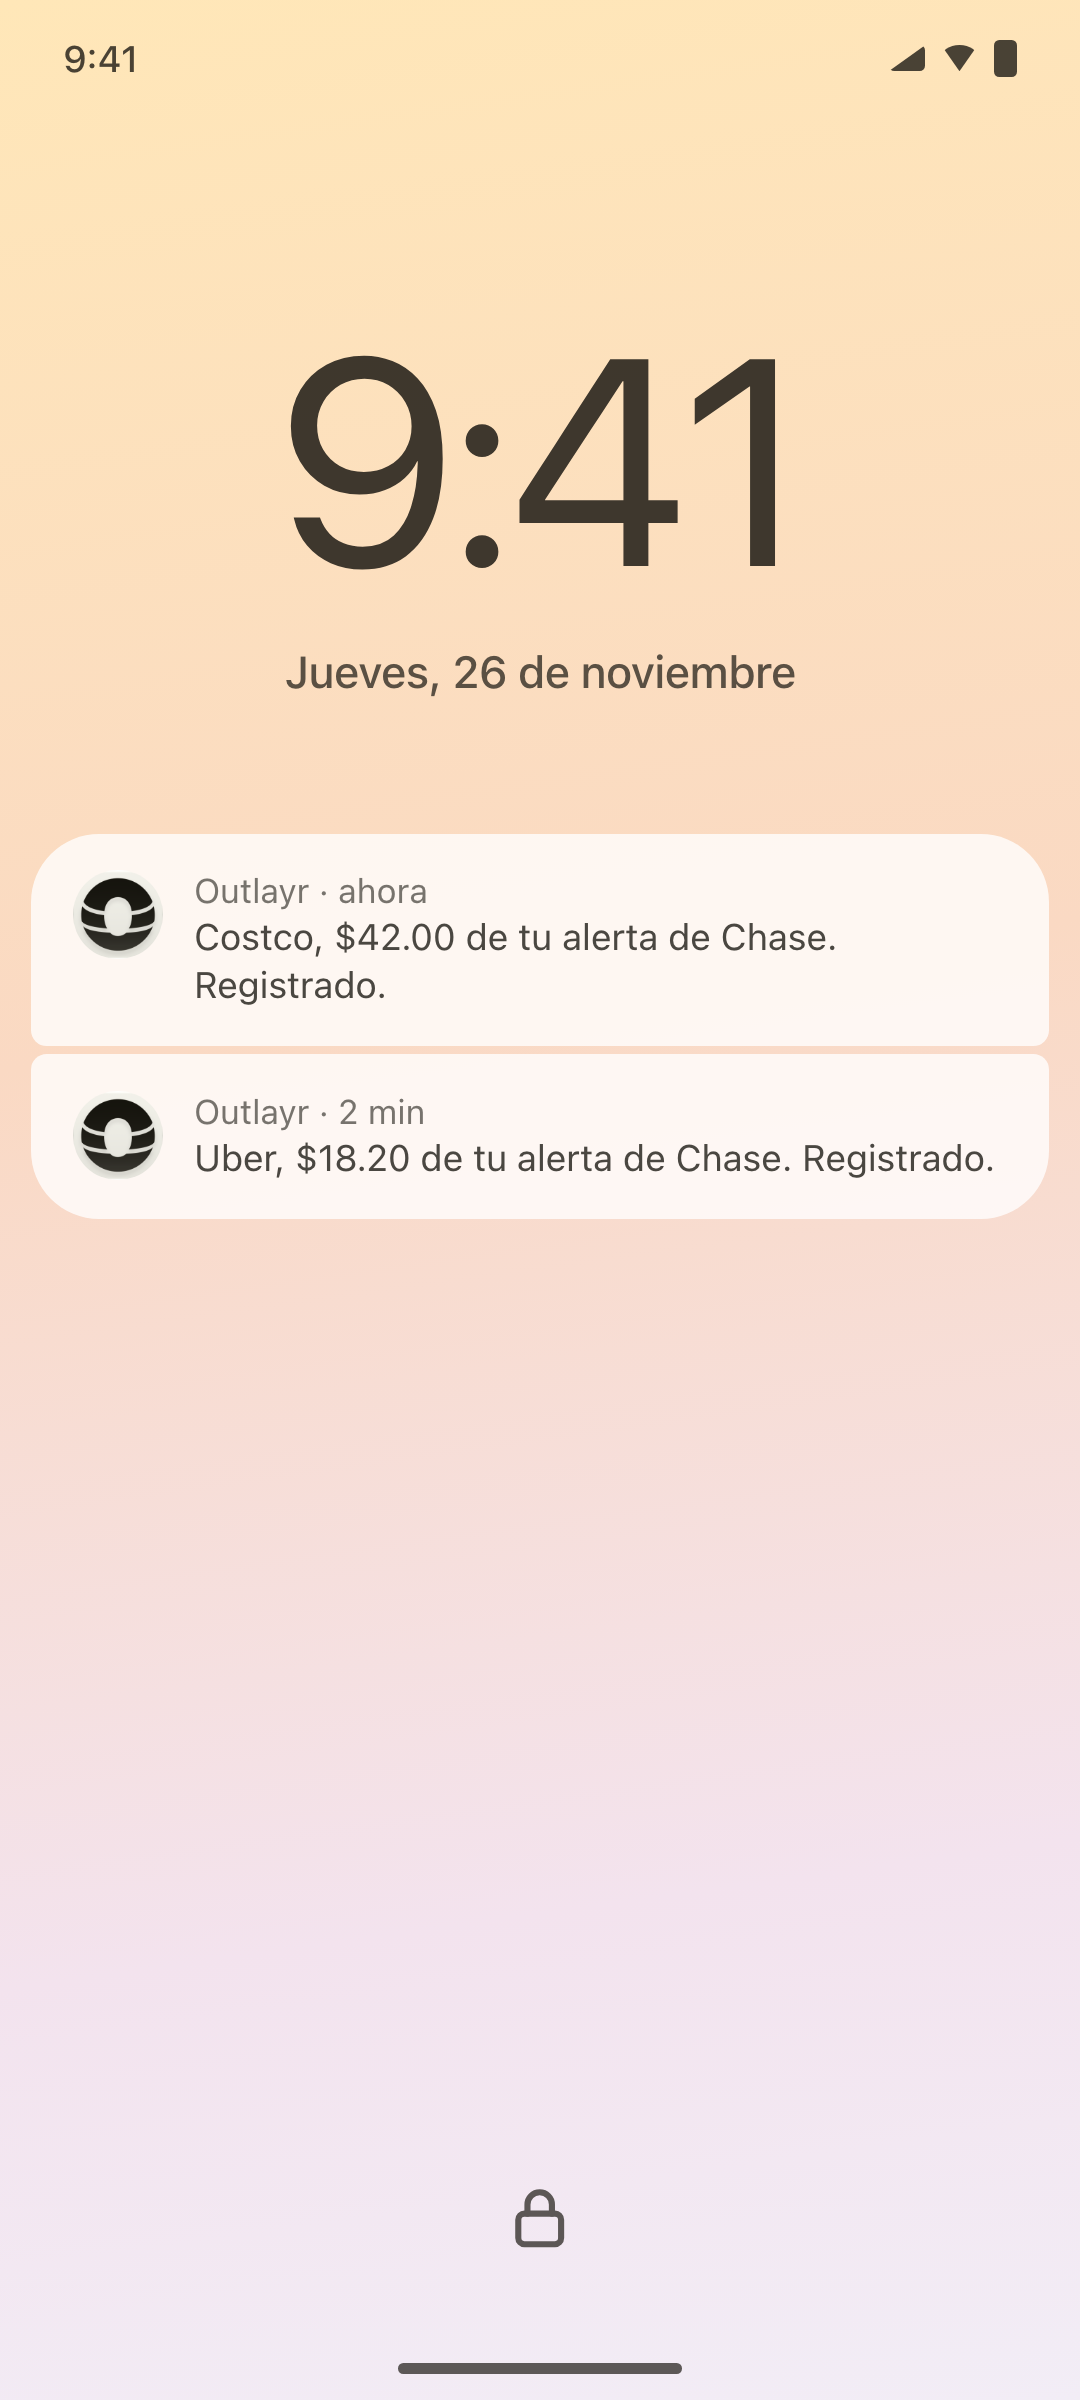 9:41
9:41
Jueves, 26 de noviembre
Outlayr · ahora
Costco, $42.00 de tu alerta de Chase.
Registrado.
Outlayr · 2 min
Uber, $18.20 de tu alerta de Chase. Registrado.